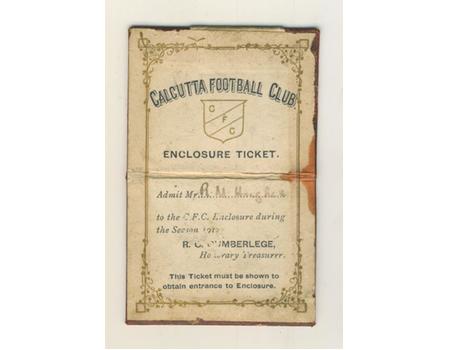 CALCUTTA FOOTBALL CLUB
C F C
ENCLOSURE TICKET.
Admit Mr. R. M.
to the C.F.C. Enclosure during
the Season
R. C. CUMBERLEGE,
Honorary Treasurer.
This Ticket must be shown to
obtain entrance to Enclosure.